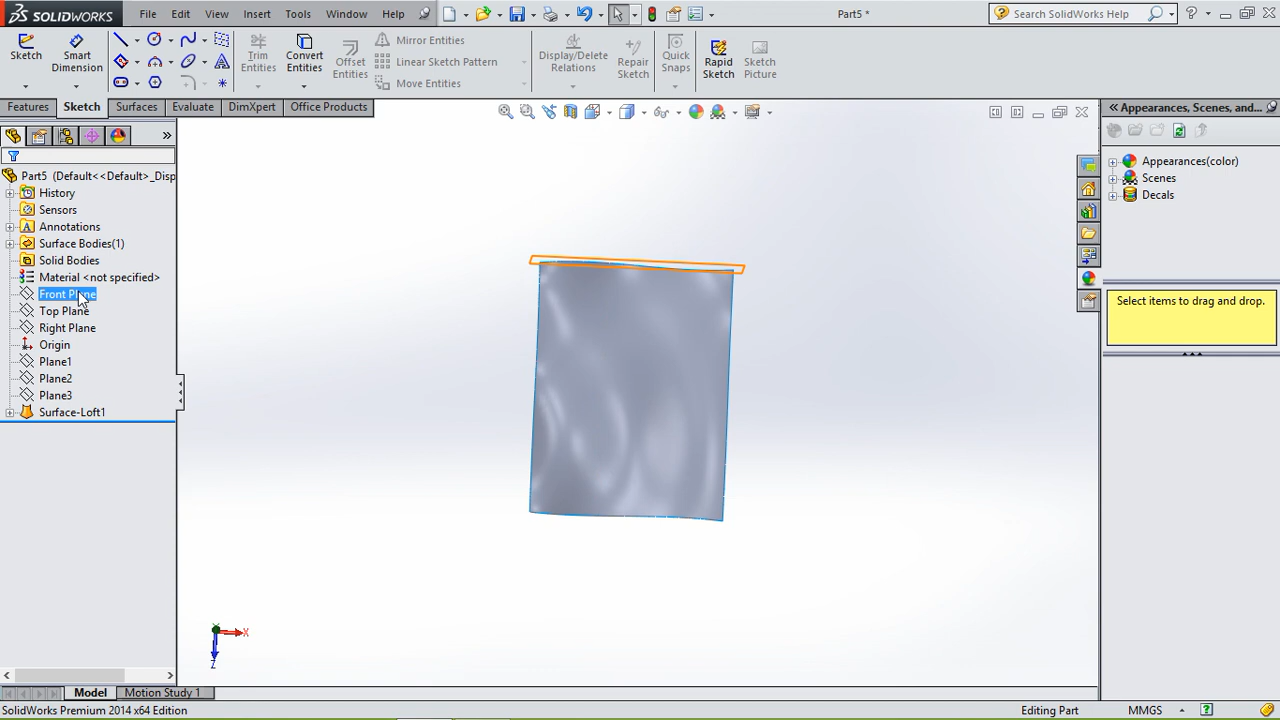 SOLIDWORKS
File Edit View Insert Tools Window Help
Part5 *
Search SolidWorks Help
Sketch
Smart Dimension
Trim Entities
Convert Entities
Offset Entities
Mirror Entities
Linear Sketch Pattern
Move Entities
Display/Delete Relations
Repair Sketch
Quick Snaps
Rapid Sketch
Sketch Picture
Features Sketch Surfaces Evaluate DimXpert Office Products
Part5 (Default<<Default>_Disp
History
Sensors
Annotations
Surface Bodies(1)
Solid Bodies
Material <not specified>
Front Plane
Top Plane
Right Plane
Origin
Plane1
Plane2
Plane3
Surface-Loft1
X
Z
Appearances, Scenes, and...
Appearances(color)
Scenes
Decals
Select items to drag and drop.
Model Motion Study 1
SolidWorks Premium 2014 x64 Edition
Editing Part
MMGS